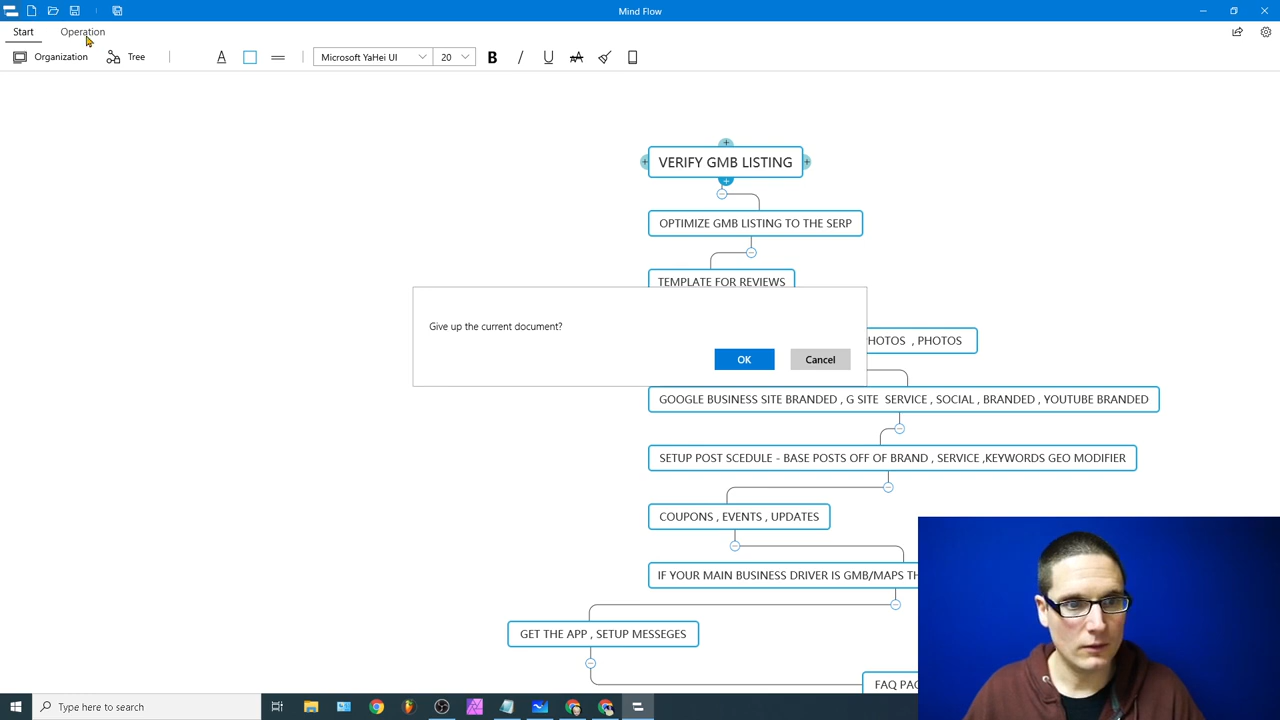 Mind Flow
Start Operation
Organization Tree A Microsoft YaHei UI 20 B I U
VERIFY GMB LISTING
OPTIMIZE GMB LISTING TO THE SERP
TEMPLATE FOR REVIEWS
Give up the current document?
HOTOS , PHOTOS
OK Cancel
GOOGLE BUSINESS SITE BRANDED , G SITE SERVICE , SOCIAL , BRANDED , YOUTUBE BRANDED
SETUP POST SCEDULE - BASE POSTS OFF OF BRAND , SERVICE ,KEYWORDS GEO MODIFIER
COUPONS , EVENTS , UPDATES
IF YOUR MAIN BUSINESS DRIVER IS GMB/MAPS TH
GET THE APP , SETUP MESSEGES
FAQ PAG
Type here to search